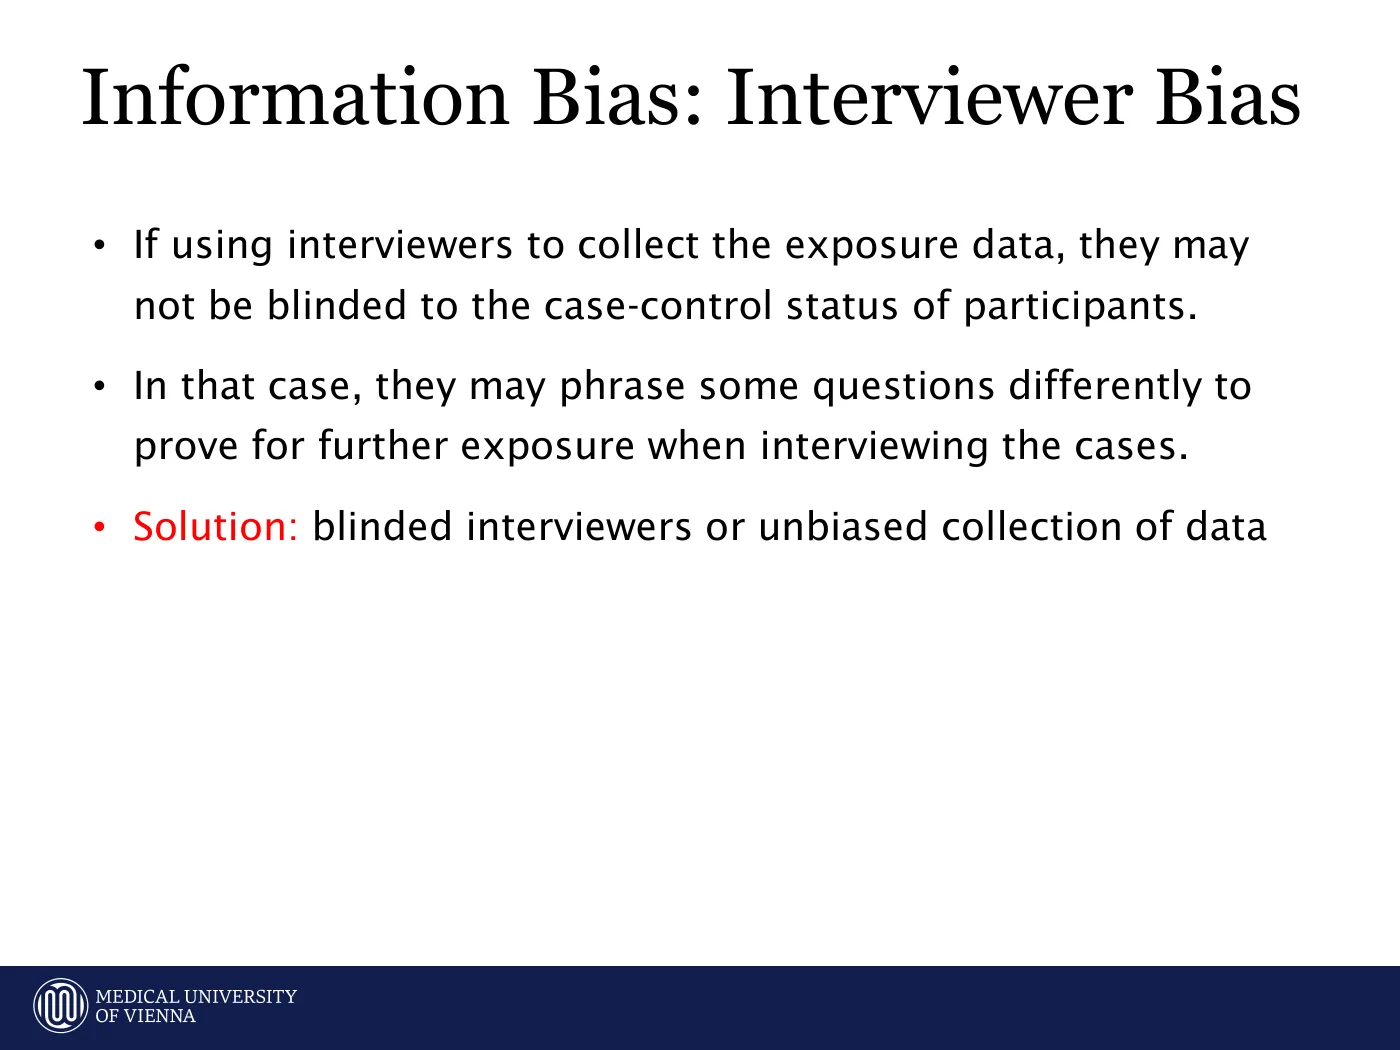 Information Bias: Interviewer Bias
• If using interviewers to collect the exposure data, they may
not be blinded to the case-control status of participants.
• In that case, they may phrase some questions differently to
prove for further exposure when interviewing the cases.
• Solution: blinded interviewers or unbiased collection of data
MEDICAL UNIVERSITY
OF VIENNA